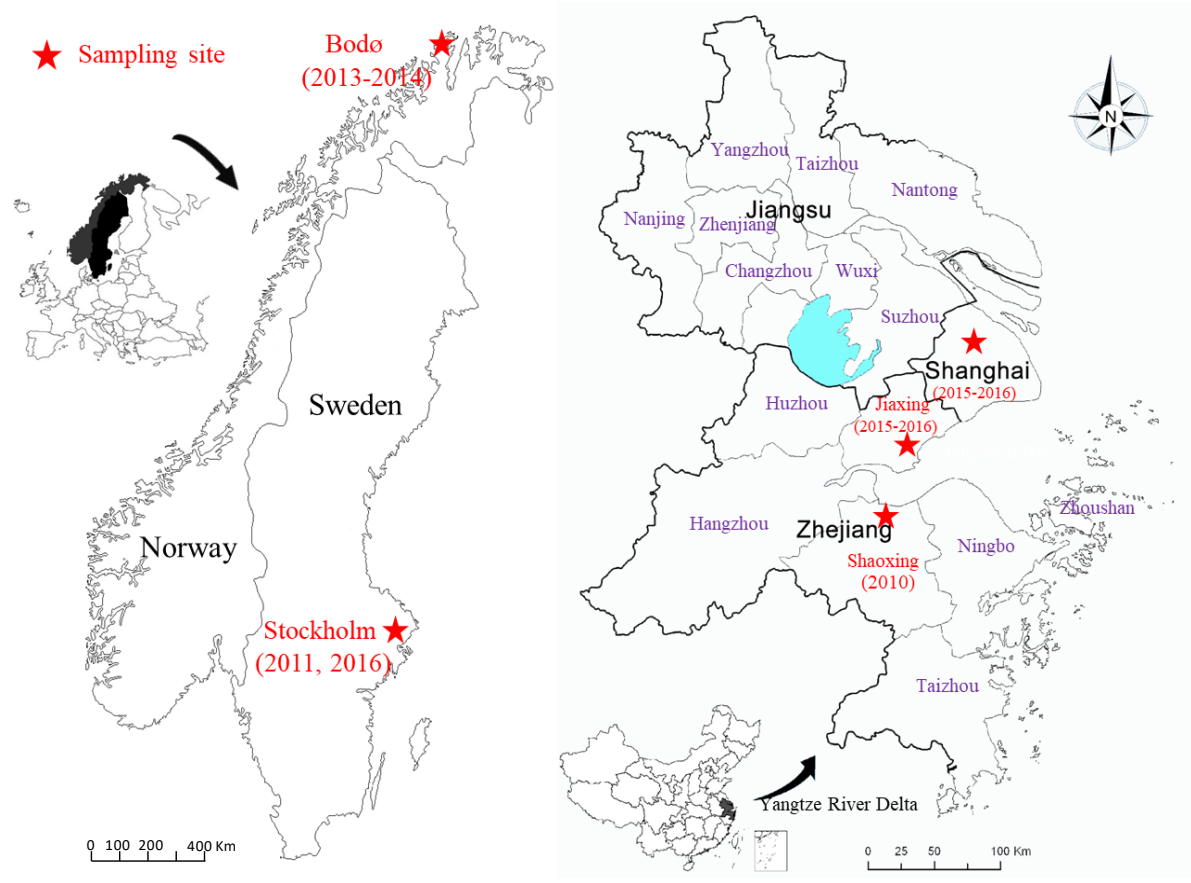 Sampling site
Bodø
(2013-2014)
Sweden
Norway
Stockholm
(2011, 2016)
0 100 200 400 Km
N
Yangzhou
Taizhou
Nantong
Nanjing
Zhenjiang
Jiangsu
Changzhou
Wuxi
Suzhou
Shanghai
(2015-2016)
Huzhou
Jiaxing
(2015-2016)
Hangzhou
Zhejiang
Zhoushan
Ningbo
Shaoxing
(2010)
Taizhou
Yangtze River Delta
0 25 50 100 Km